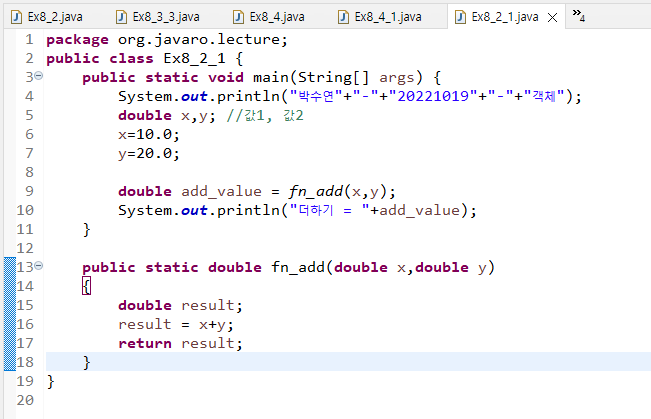 Ex8_2.java Ex8_3_3.java Ex8_4.java Ex8_4_1.java Ex8_2_1.java »4
1 package org.javaro.lecture;
2 public class Ex8_2_1 {
3 public static void main(String[] args) {
4 System.out.println("박수연"+"-"+"20221019"+"-"+"객체");
5 double x,y; //값1, 값2
6 x=10.0;
7 y=20.0;
8
9 double add_value = fn_add(x,y);
10 System.out.println("더하기 = "+add_value);
11 }
12
13 public static double fn_add(double x,double y)
14 {
15 double result;
16 result = x+y;
17 return result;
18 }
19 }
20